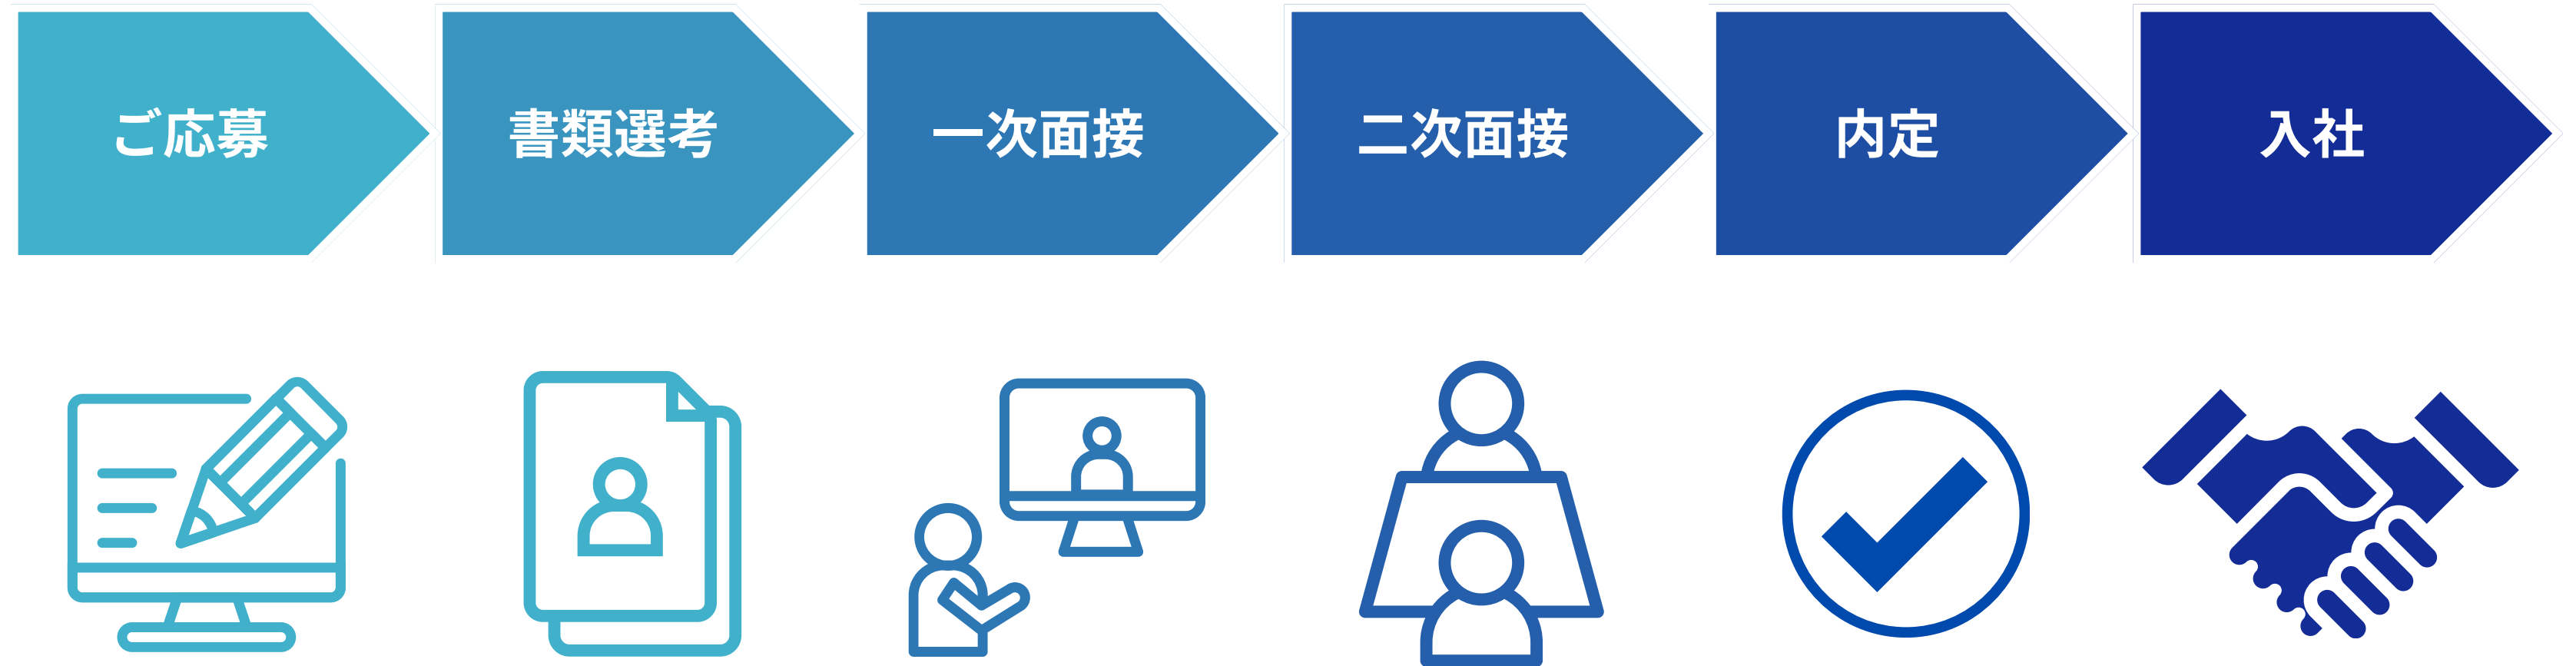 ご応募
書類選考
一次面接
二次面接
内定
入社